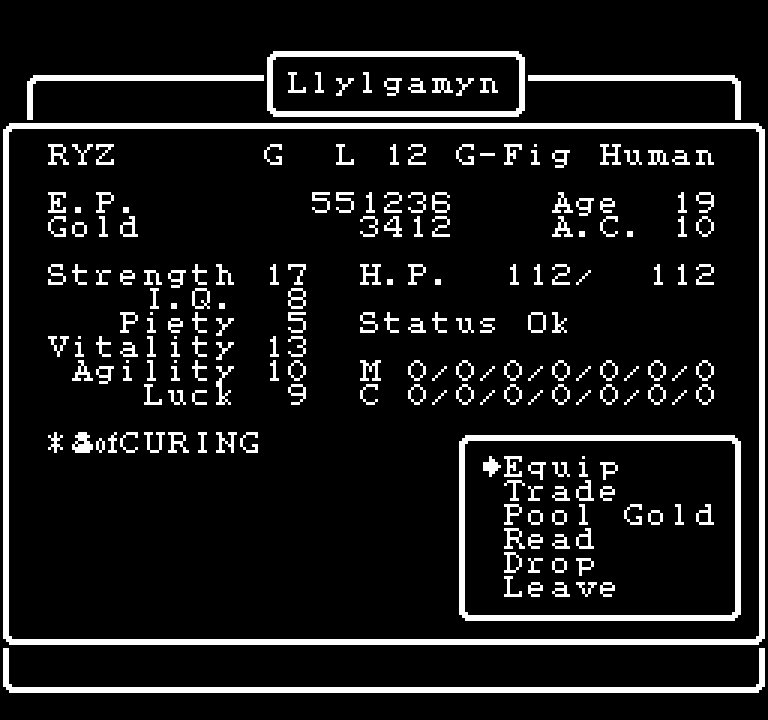 Llylgamyn
RYZ G L 12 G-Fig Human
E.P. 551236 Age 19
Gold 3412 A.C. 10
Strength 17 H.P. 112/ 112
I.Q. 8
Piety 5 Status Ok
Vitality 13
Agility 10 M 0/0/0/0/0/0/0
Luck 9 C 0/0/0/0/0/0/0
*ofCURING
Equip
Trade
Pool Gold
Read
Drop
Leave